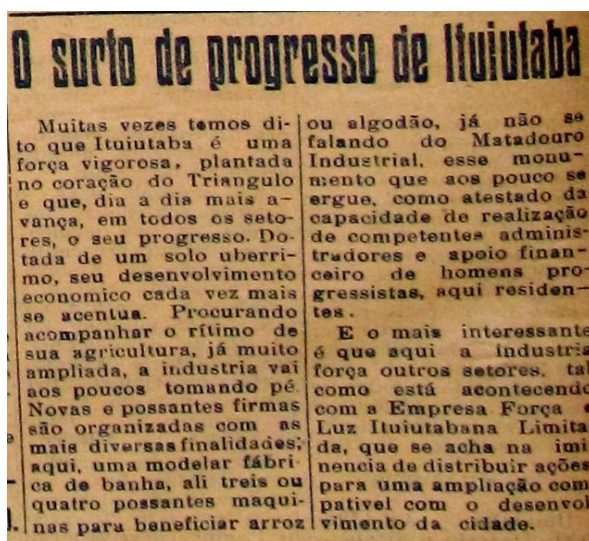 O surto de progresso de Ituiutaba
Muitas vezes temos di-
to que Ituiutaba é uma
força vigorosa, plantada
no coração do Triangulo
e que, dia a dia mais a-
vança, em todos os seto-
res, o seu progresso. Do-
tada de um solo uberri-
mo, seu desenvolvimento
economico cada vez mais
se acentua. Procurando
acompanhar o rítimo de
sua agricultura, já muito
ampliada, a industria vai
aos poucos tomando pé.
Novas e possantes firmas
são organizadas com as
mais diversas finalidades;
aqui, uma modelar fábri-
ca de banha, ali treis ou
quatro possantes maqui-
nas para beneficiar arroz
ou algodão, já não se
falando do Matadouro
Industrial, esse monu-
mento que aos pouco se
ergue, como atestado da
capacidade de realização
de competentes adminis-
tradores e apoio finan-
ceiro de homens pro-
gressistas, aqui residen-
tes.
E o mais interessante
é que aqui a industria
força outros setores, tal
como está acontecendo
com a Empresa Força e
Luz Ituiutabana Limita
da, que se acha na imi
nencia de distribuir ações
para uma ampliação com
pativel com o desenvol
vimento da cidade.